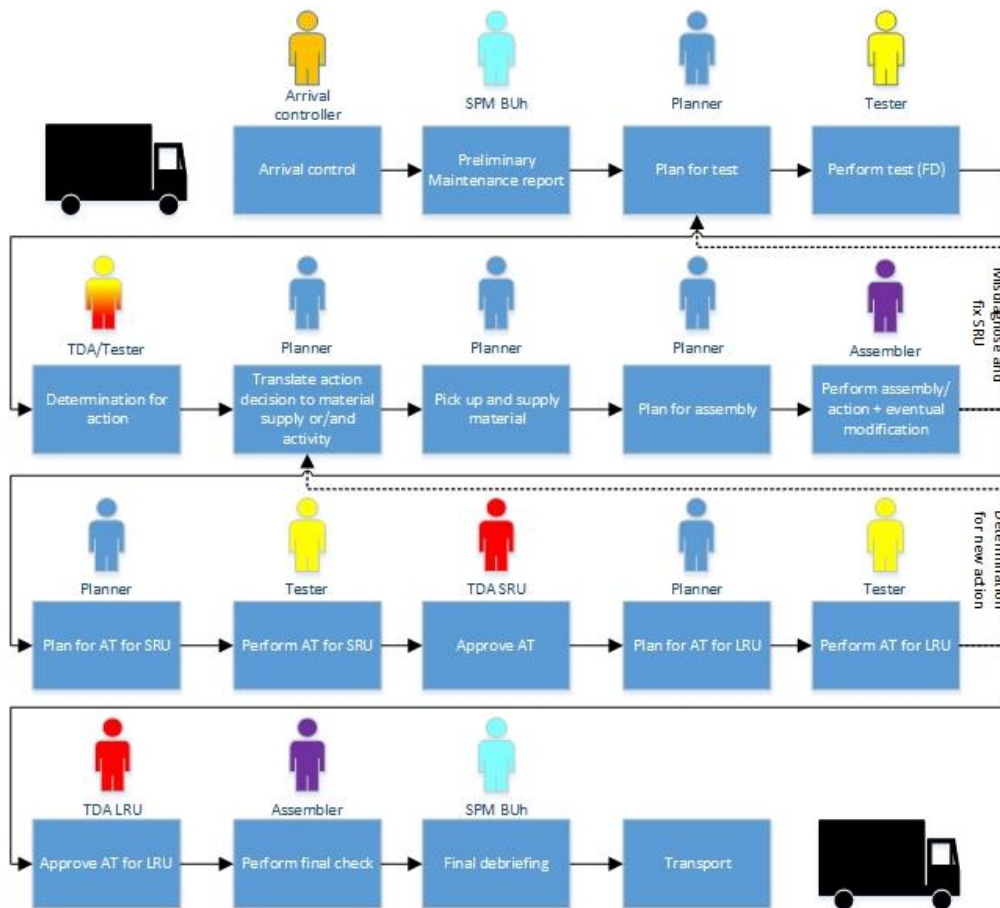 Arrival
controller
SPM BUh
Planner
Tester
Arrival control
Preliminary
Maintenance report
Plan for test
Perform test (FD)
Misdiagnose and
fix SRU
TDA/Tester
Planner
Planner
Planner
Assembler
Determination for
action
Translate action
decision to material
supply or/and
activity
Pick up and supply
material
Plan for assembly
Perform assembly/
action + eventual
modification
Determination
for new action
Planner
Tester
TDA SRU
Planner
Tester
Plan for AT for SRU
Perform AT for SRU
Approve AT
Plan for AT for LRU
Perform AT for LRU
TDA LRU
Assembler
SPM BUh
Approve AT for LRU
Perform final check
Final debriefing
Transport